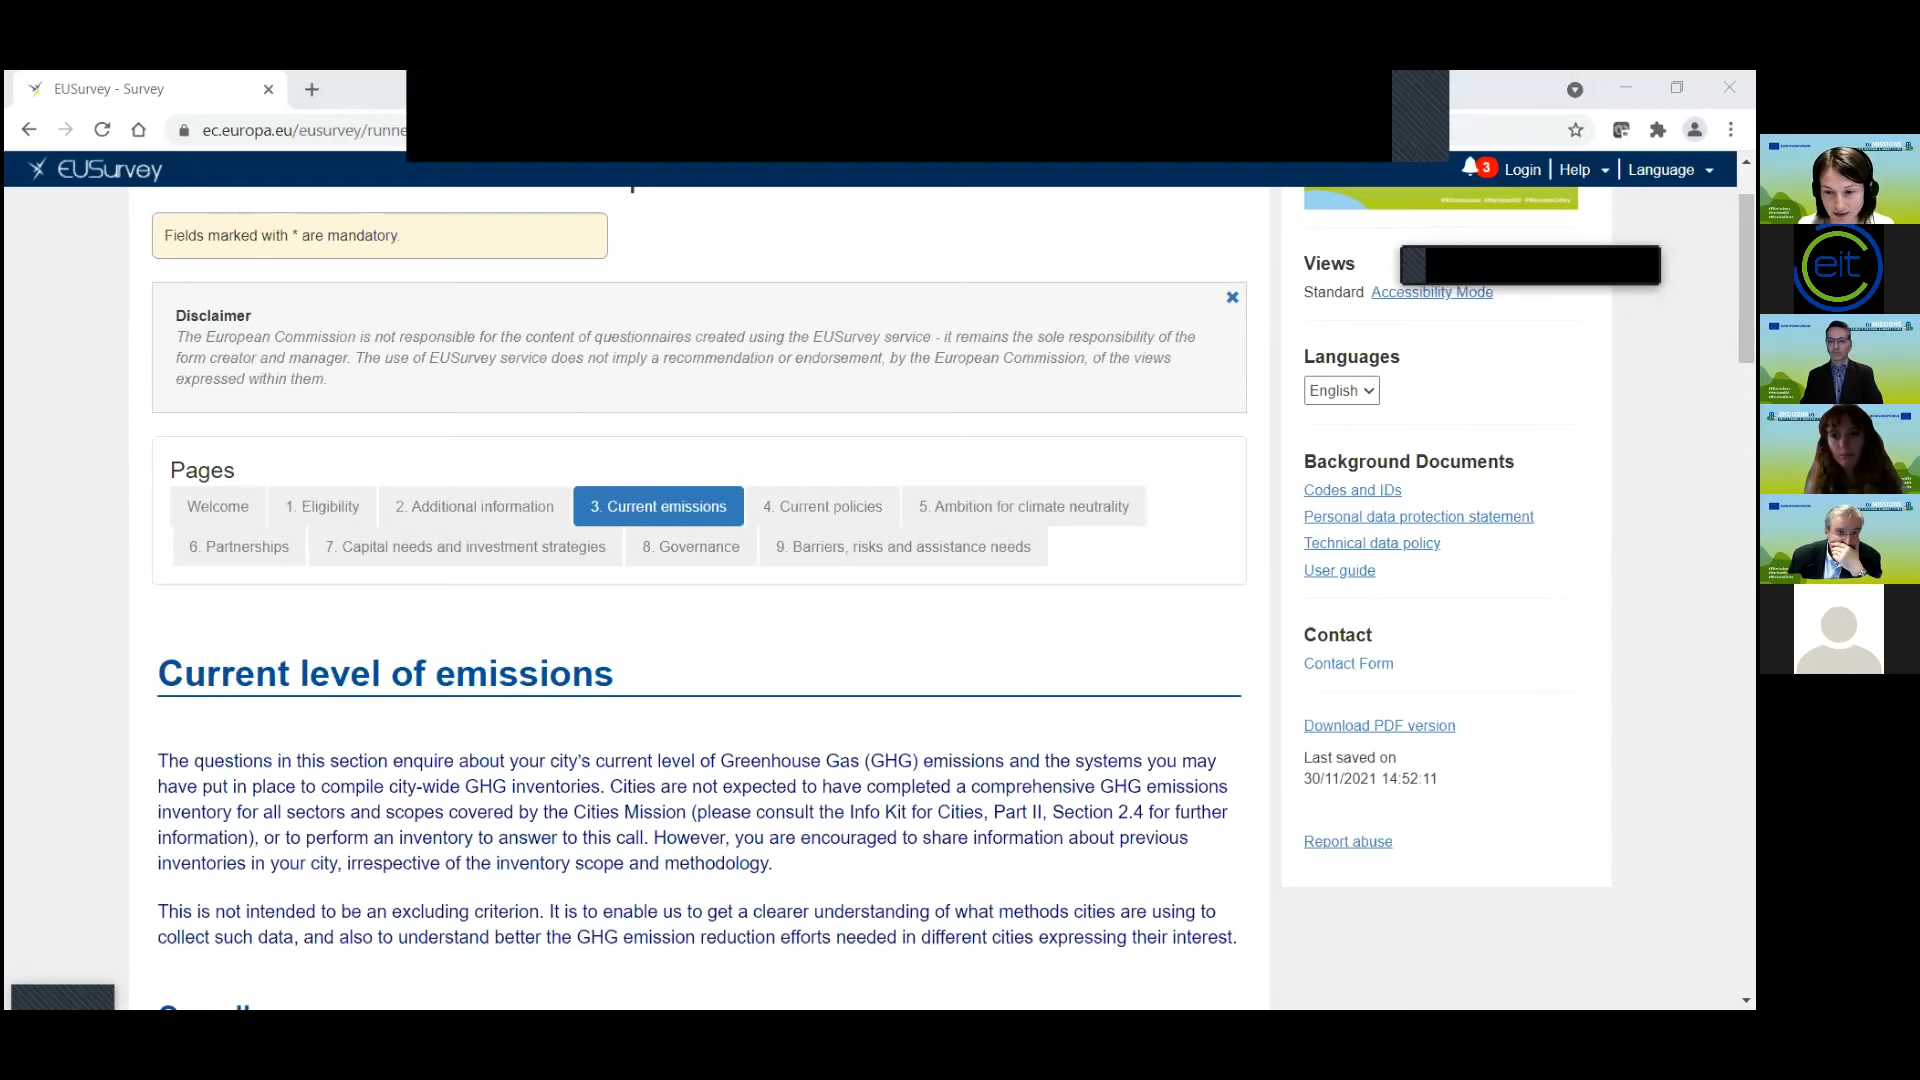 EUSurvey - Survey
ec.europa.eu/eusurvey/runne
EUSurvey
3 Login Help Language
Fields marked with * are mandatory.
Disclaimer
The European Commission is not responsible for the content of questionnaires created using the EUSurvey service - it remains the sole responsibility of the
form creator and manager. The use of EUSurvey service does not imply a recommendation or endorsement, by the European Commission, of the views
expressed within them.
Pages
Welcome 1. Eligibility 2. Additional information 3. Current emissions 4. Current policies 5. Ambition for climate neutrality
6. Partnerships 7. Capital needs and investment strategies 8. Governance 9. Barriers, risks and assistance needs
Current level of emissions
The questions in this section enquire about your city's current level of Greenhouse Gas (GHG) emissions and the systems you may
have put in place to compile city-wide GHG inventories. Cities are not expected to have completed a comprehensive GHG emissions
inventory for all sectors and scopes covered by the Cities Mission (please consult the Info Kit for Cities, Part II, Section 2.4 for further
information), or to perform an inventory to answer to this call. However, you are encouraged to share information about previous
inventories in your city, irrespective of the inventory scope and methodology.
This is not intended to be an excluding criterion. It is to enable us to get a clearer understanding of what methods cities are using to
collect such data, and also to understand better the GHG emission reduction efforts needed in different cities expressing their interest.
Views
Standard Accessibility Mode
Languages
English
Background Documents
Codes and IDs
Personal data protection statement
Technical data policy
User guide
Contact
Contact Form
Download PDF version
Last saved on
30/11/2021 14:52:11
Report abuse
eit